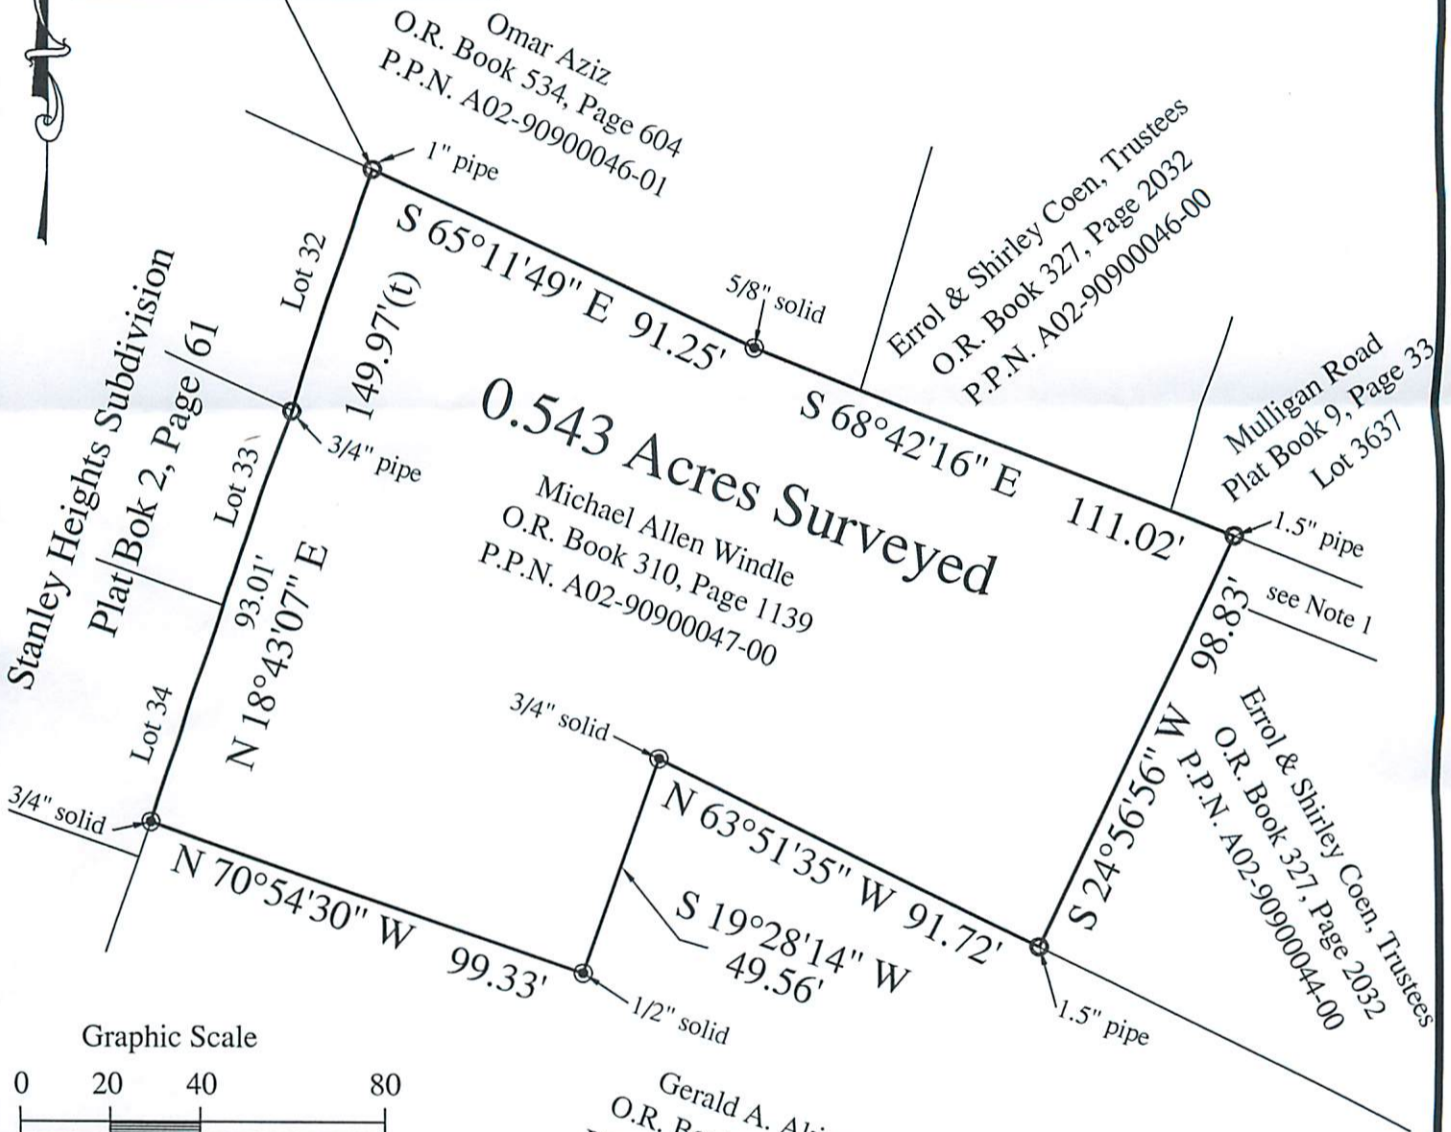 Omar Aziz
O.R. Book 534, Page 604
P.P.N. A02-90900046-01
1" pipe
S 65°11'49" E 91.25'
5/8" solid
Errol & Shirley Coen, Trustees
O.R. Book 327, Page 2032
P.P.N. A02-90900046-00
S 68°42'16" E 111.02'
Mulligan Road
Plat Book 9, Page 33
Lot 3637
1.5" pipe
see Note 1
Lot 32
149.97'(t)
Stanley Heights Subdivision
Plat Bok 2, Page 61
3/4" pipe
Lot 33
93.01'
N 18°43'07" E
Lot 34
0.543 Acres Surveyed
Michael Allen Windle
O.R. Book 310, Page 1139
P.P.N. A02-90900047-00
S 24°56'56" W 98.83'
Errol & Shirley Coen, Trustees
O.R. Book 327, Page 2032
P.P.N. A02-90900044-00
3/4" solid
N 63°51'35" W 91.72'
3/4" solid
N 70°54'30" W 99.33'
S 19°28'14" W
49.56'
1/2" solid
1.5" pipe
Graphic Scale
0 20 40 80
Gerald A.
O.R.